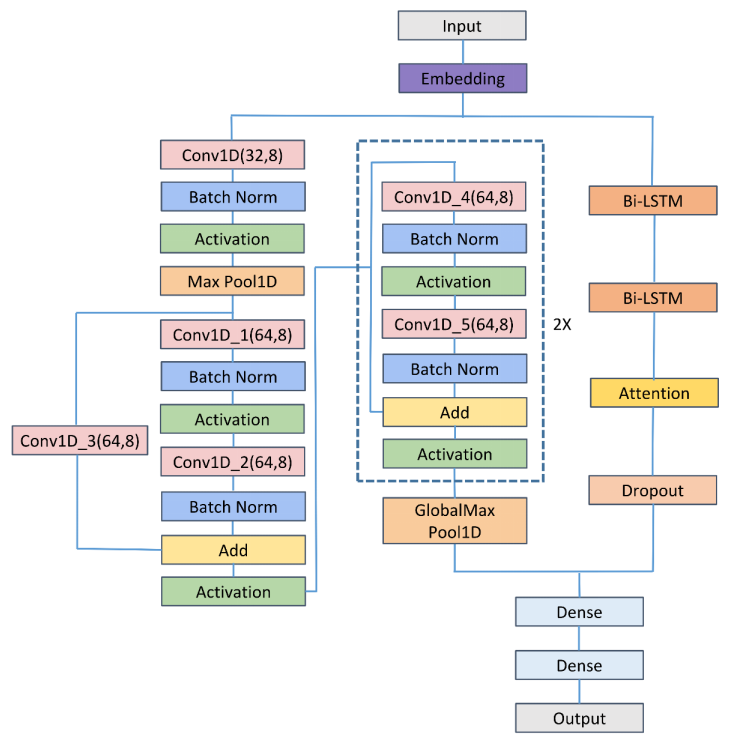 Input
Embedding
Conv1D(32,8)
Batch Norm
Activation
Max Pool1D
Conv1D_1(64,8)
Batch Norm
Activation
Conv1D_3(64,8)
Conv1D_2(64,8)
Batch Norm
Add
Activation
Conv1D_4(64,8)
Batch Norm
Activation
Conv1D_5(64,8)
2X
Batch Norm
Add
Activation
GlobalMax
Pool1D
Bi-LSTM
Bi-LSTM
Attention
Dropout
Dense
Dense
Output